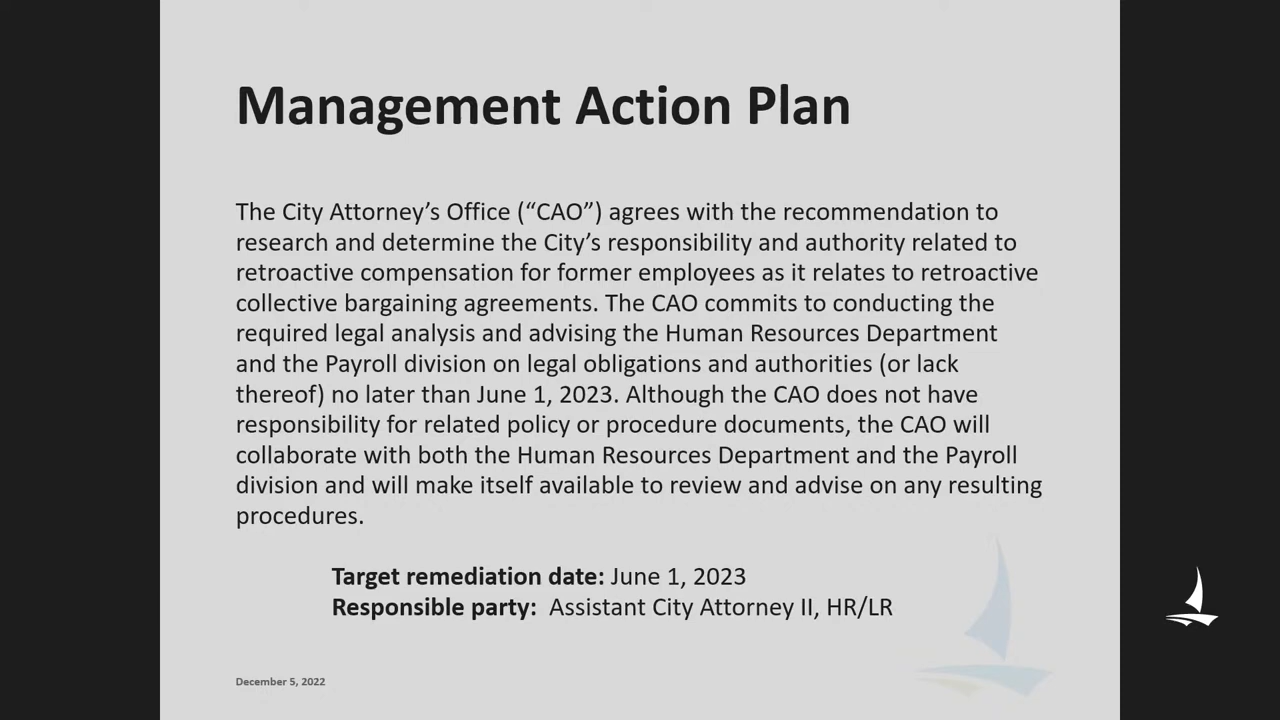 Management Action Plan
The City Attorney’s Office (“CAO”) agrees with the recommendation to
research and determine the City’s responsibility and authority related to
retroactive compensation for former employees as it relates to retroactive
collective bargaining agreements. The CAO commits to conducting the
required legal analysis and advising the Human Resources Department
and the Payroll division on legal obligations and authorities (or lack
thereof) no later than June 1, 2023. Although the CAO does not have
responsibility for related policy or procedure documents, the CAO will
collaborate with both the Human Resources Department and the Payroll
division and will make itself available to review and advise on any resulting
procedures.
Target remediation date: June 1, 2023
Responsible party: Assistant City Attorney II, HR/LR
December 5, 2022